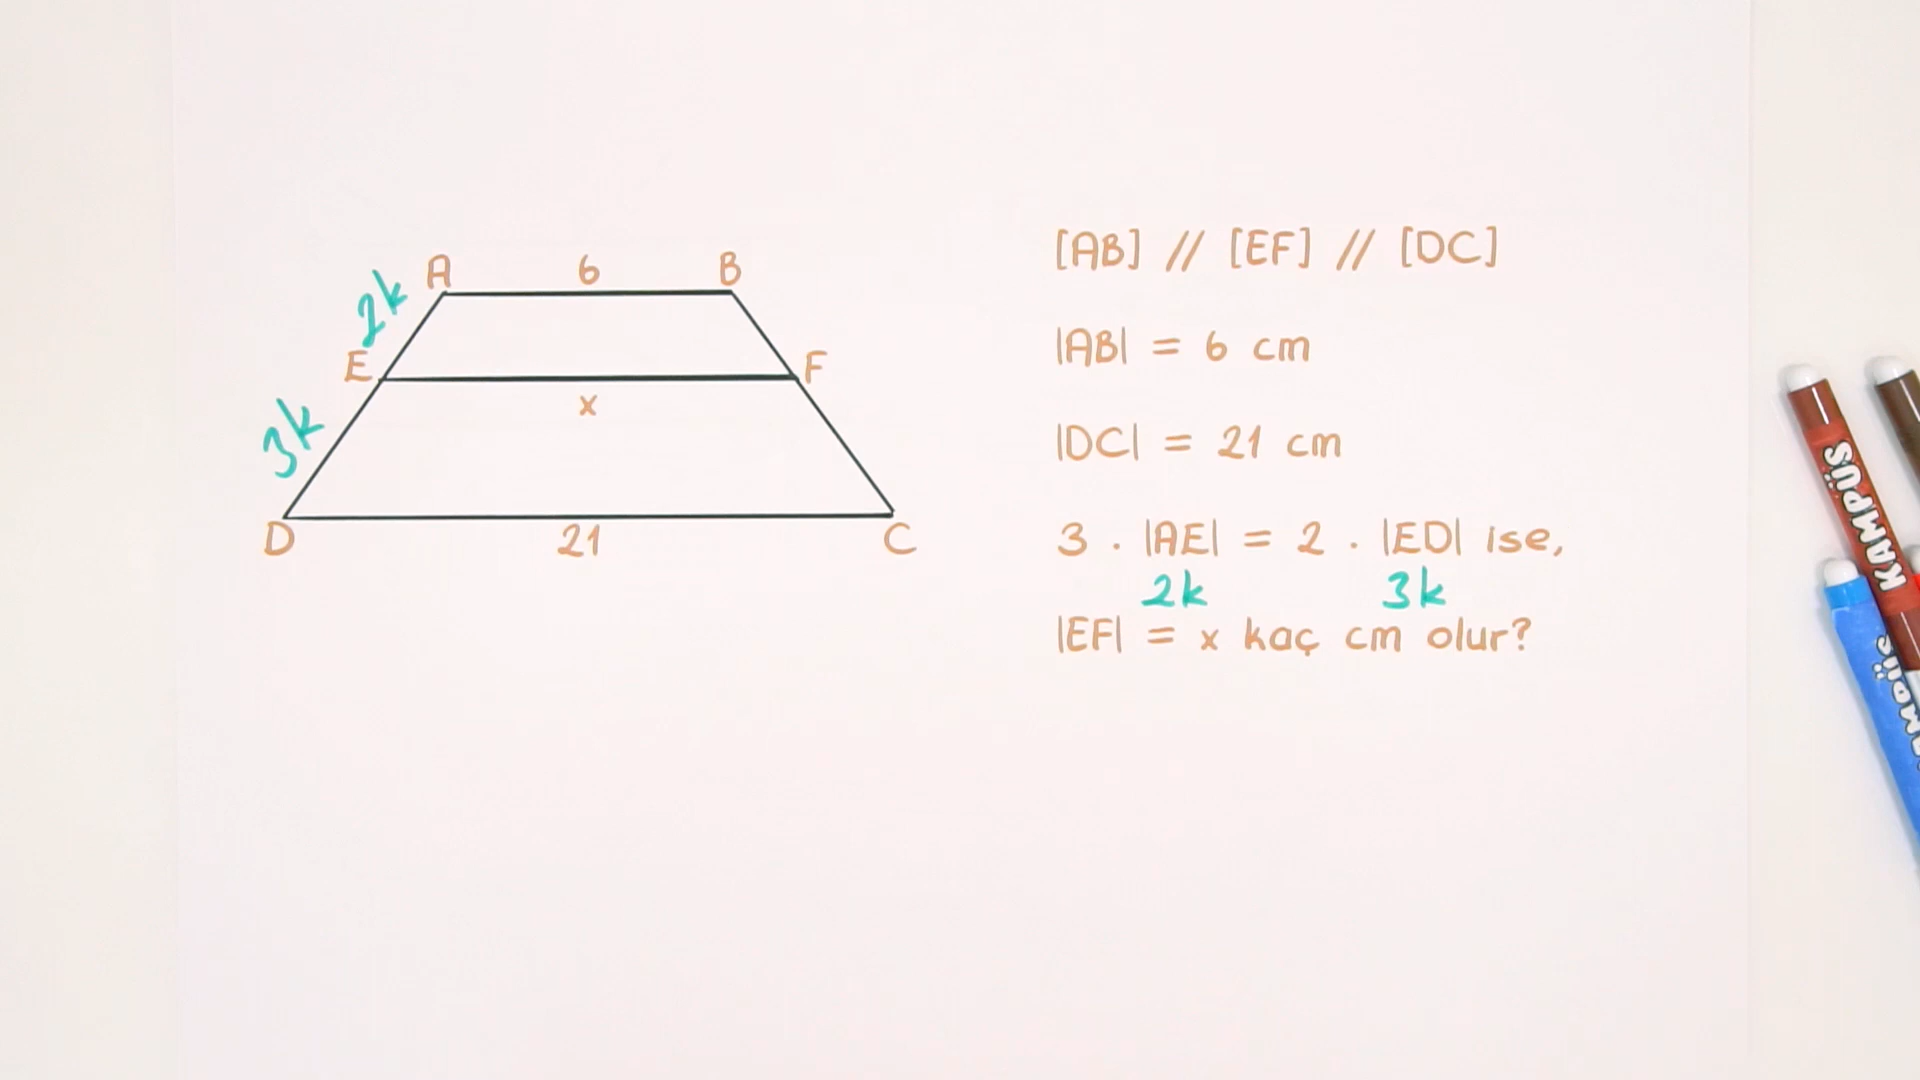 A 6 B
2k
E F
x
3k
D 21 C
[AB] // [EF] // [DC]
|AB| = 6 cm
|DC| = 21 cm
3 . |AE| = 2 . |ED| ise,
2k 3k
|EF| = x kaç cm olur?
KAMPÜS